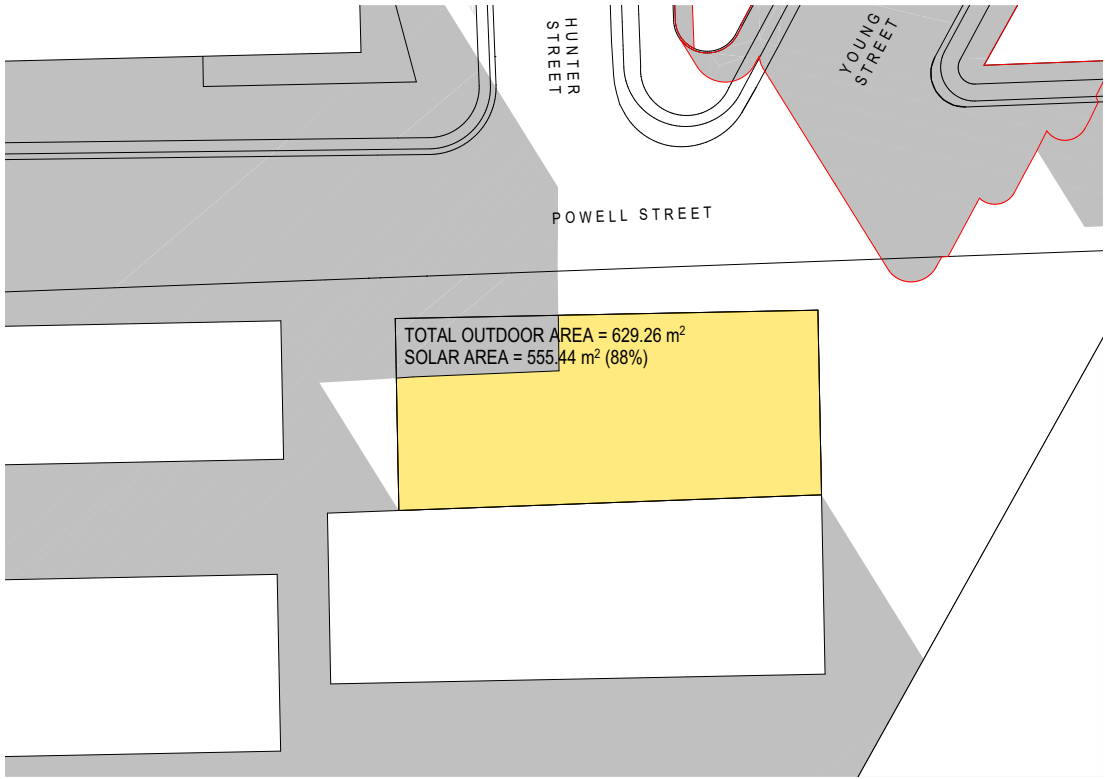 HUNTER
STREET
YOUNG
STREET
POWELL STREET
TOTAL OUTDOOR AREA = 629.26 m²
SOLAR AREA = 555.44 m² (88%)